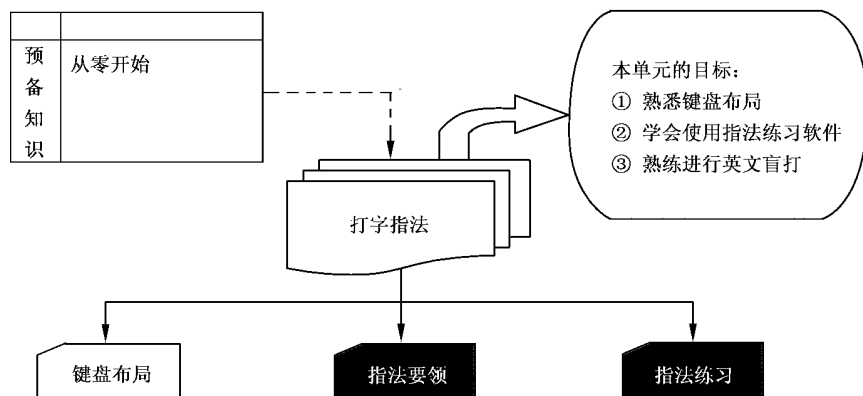 预备知识
从零开始
本单元的目标：
① 熟悉键盘布局
② 学会使用指法练习软件
③ 熟练进行英文盲打
打字指法
键盘布局
指法要领
指法练习